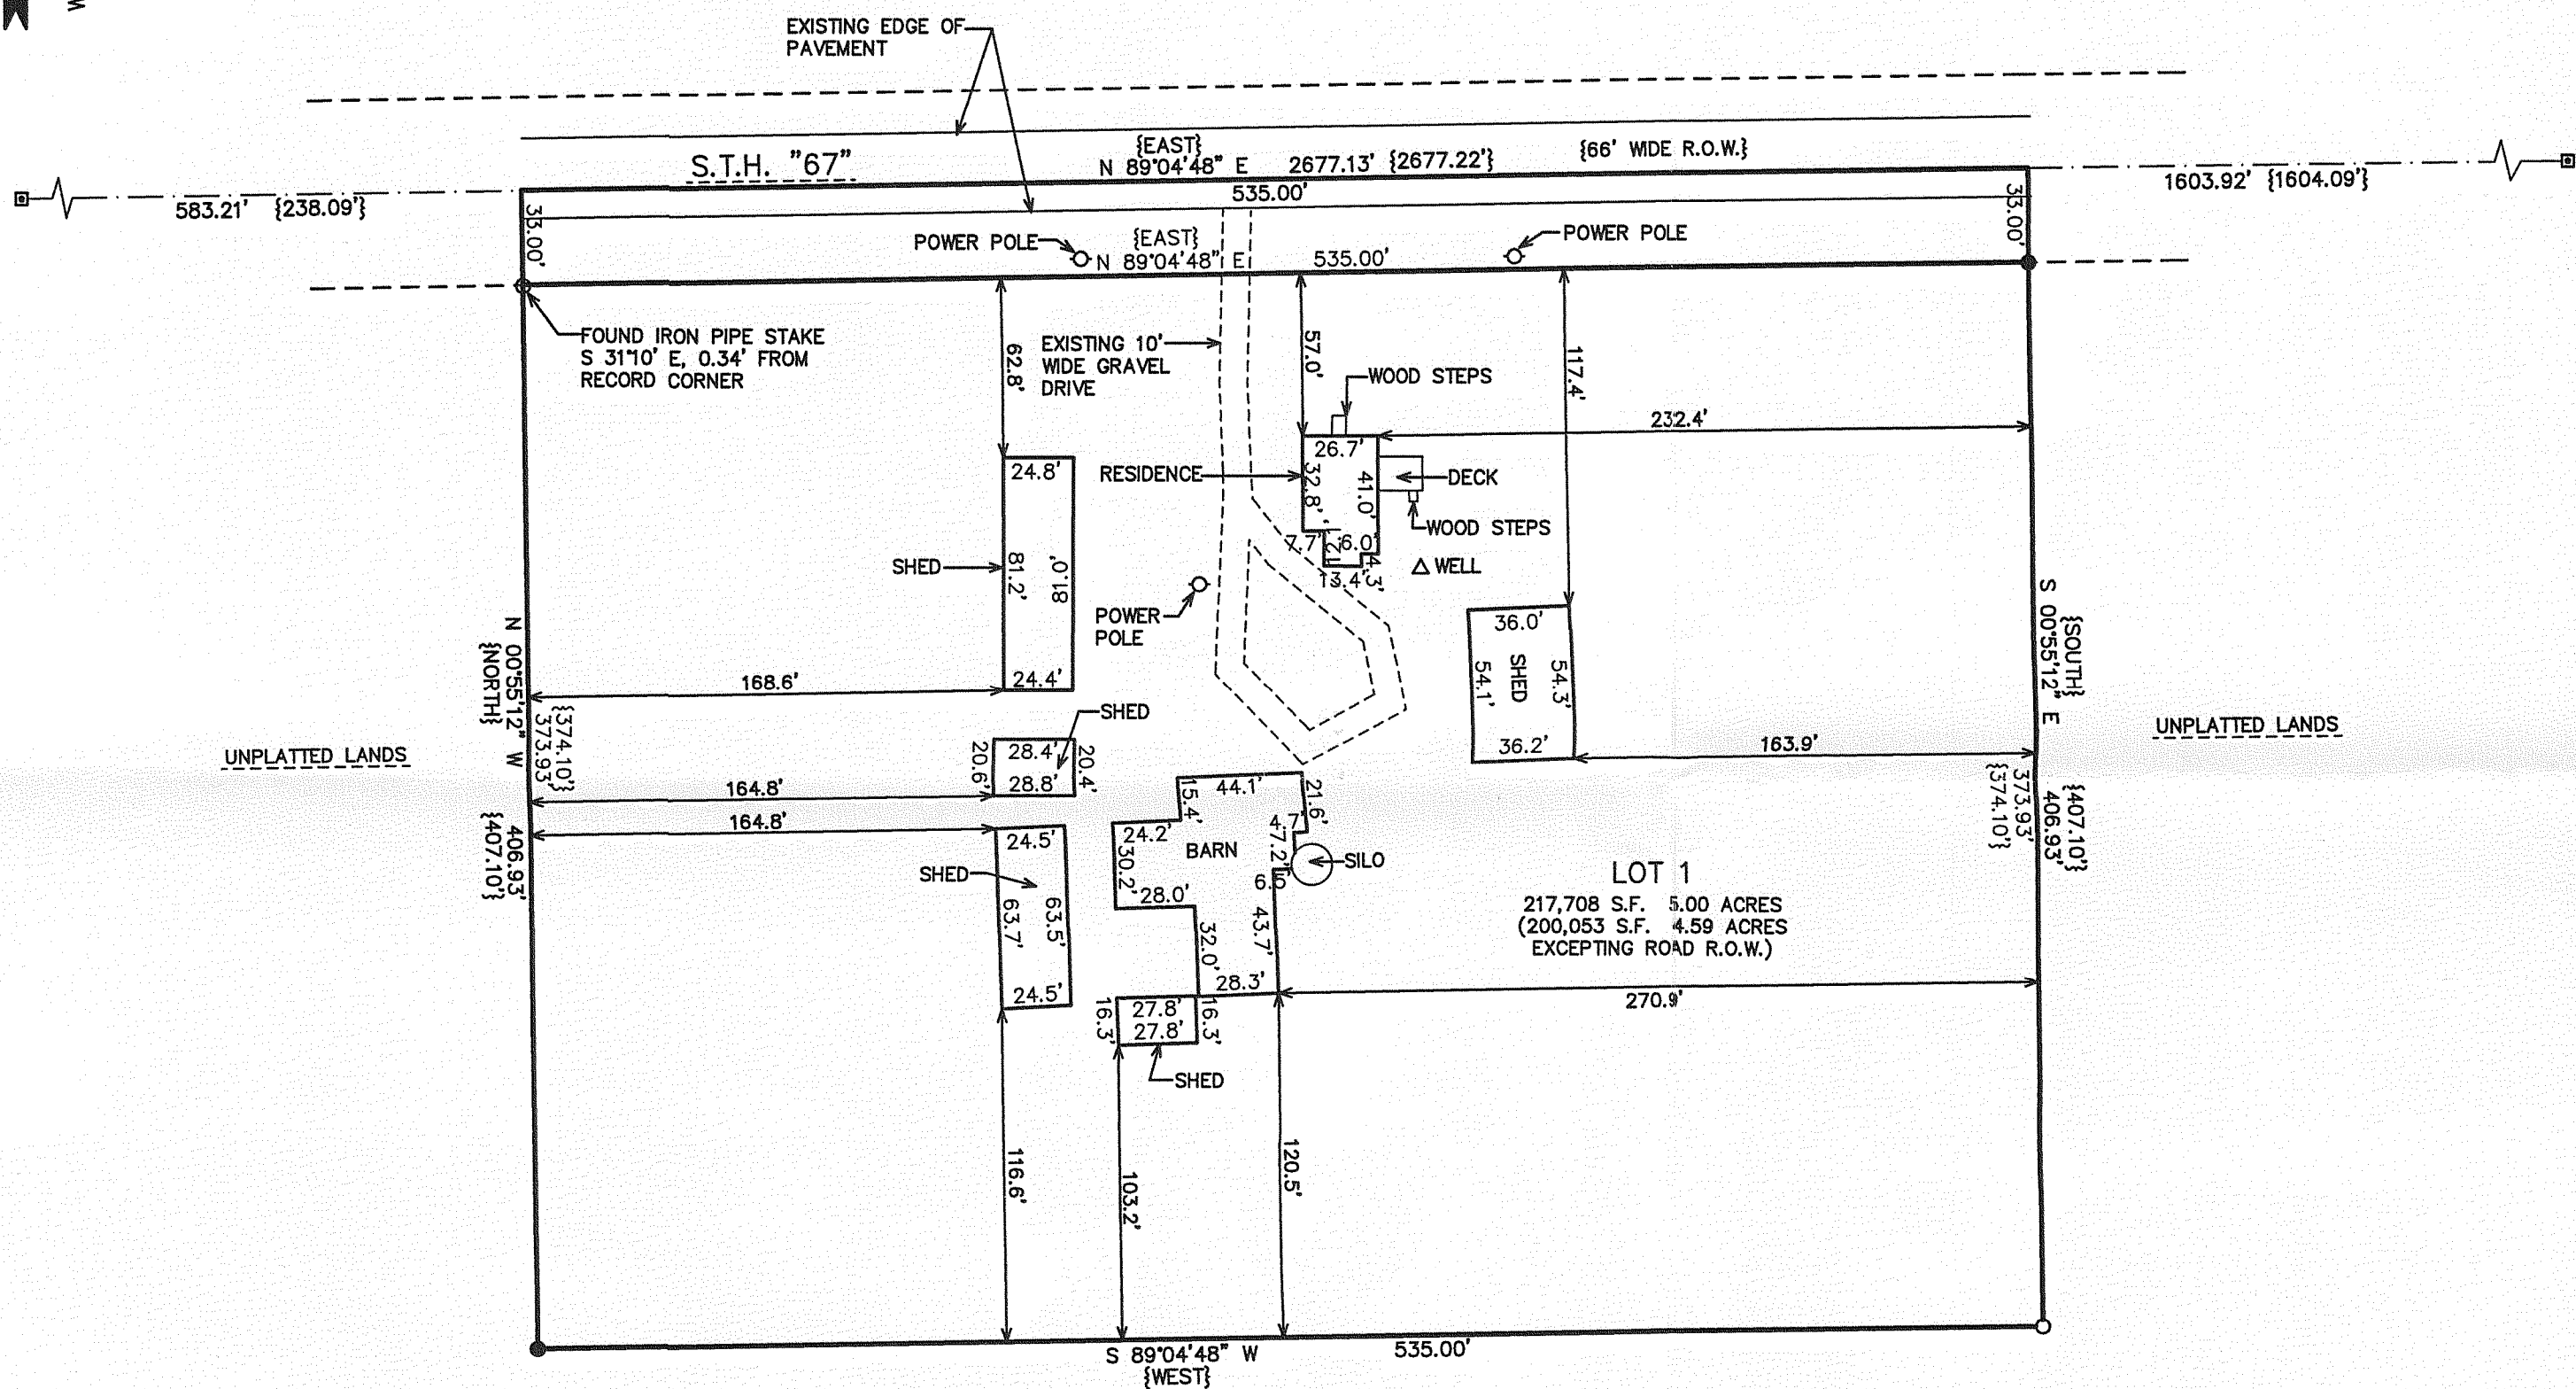 W
EXISTING EDGE OF
PAVEMENT
S.T.H. "67"
{EAST}
N 89°04'48" E 2677.13' {2677.22'}
{66' WIDE R.O.W.}
583.21' {238.09'}
1603.92' {1604.09'}
535.00'
33.00'
33.00'
POWER POLE
{EAST}
N 89°04'48" E
535.00'
POWER POLE
FOUND IRON PIPE STAKE
S 31°10' E, 0.34' FROM
RECORD CORNER
62.8'
EXISTING 10'
WIDE GRAVEL
DRIVE
57.0'
117.4'
WOOD STEPS
232.4'
26.7'
24.8'
RESIDENCE
32.8'
41.0'
DECK
WOOD STEPS
7.7'
12.1'
6.0'
4.3'
13.4'
WELL
SHED
81.2'
81.0'
POWER
POLE
36.0'
SHED
54.1'
54.3'
36.2'
163.9'
168.6'
24.4'
N 00°55'12" W
{NORTH}
{374.10'}
373.93'
406.93'
{407.10'}
S 00°55'12" E
{SOUTH}
373.93'
{374.10'}
{407.10'}
406.93'
UNPLATTED LANDS
UNPLATTED LANDS
SHED
28.4'
20.6'
20.4'
28.8'
164.8'
164.8'
24.5'
SHED
63.7'
63.5'
24.5'
44.1'
15.4'
21.6'
4.7'
24.2'
BARN
7.2'
SILO
30.2'
6.6'
28.0'
43.7'
32.0'
28.3'
LOT 1
217,708 S.F. 5.00 ACRES
(200,053 S.F. 4.59 ACRES
EXCEPTING ROAD R.O.W.)
270.9'
16.3'
27.8'
27.8'
16.3'
SHED
116.6'
103.2'
120.5'
S 89°04'48" W
{WEST}
535.00'